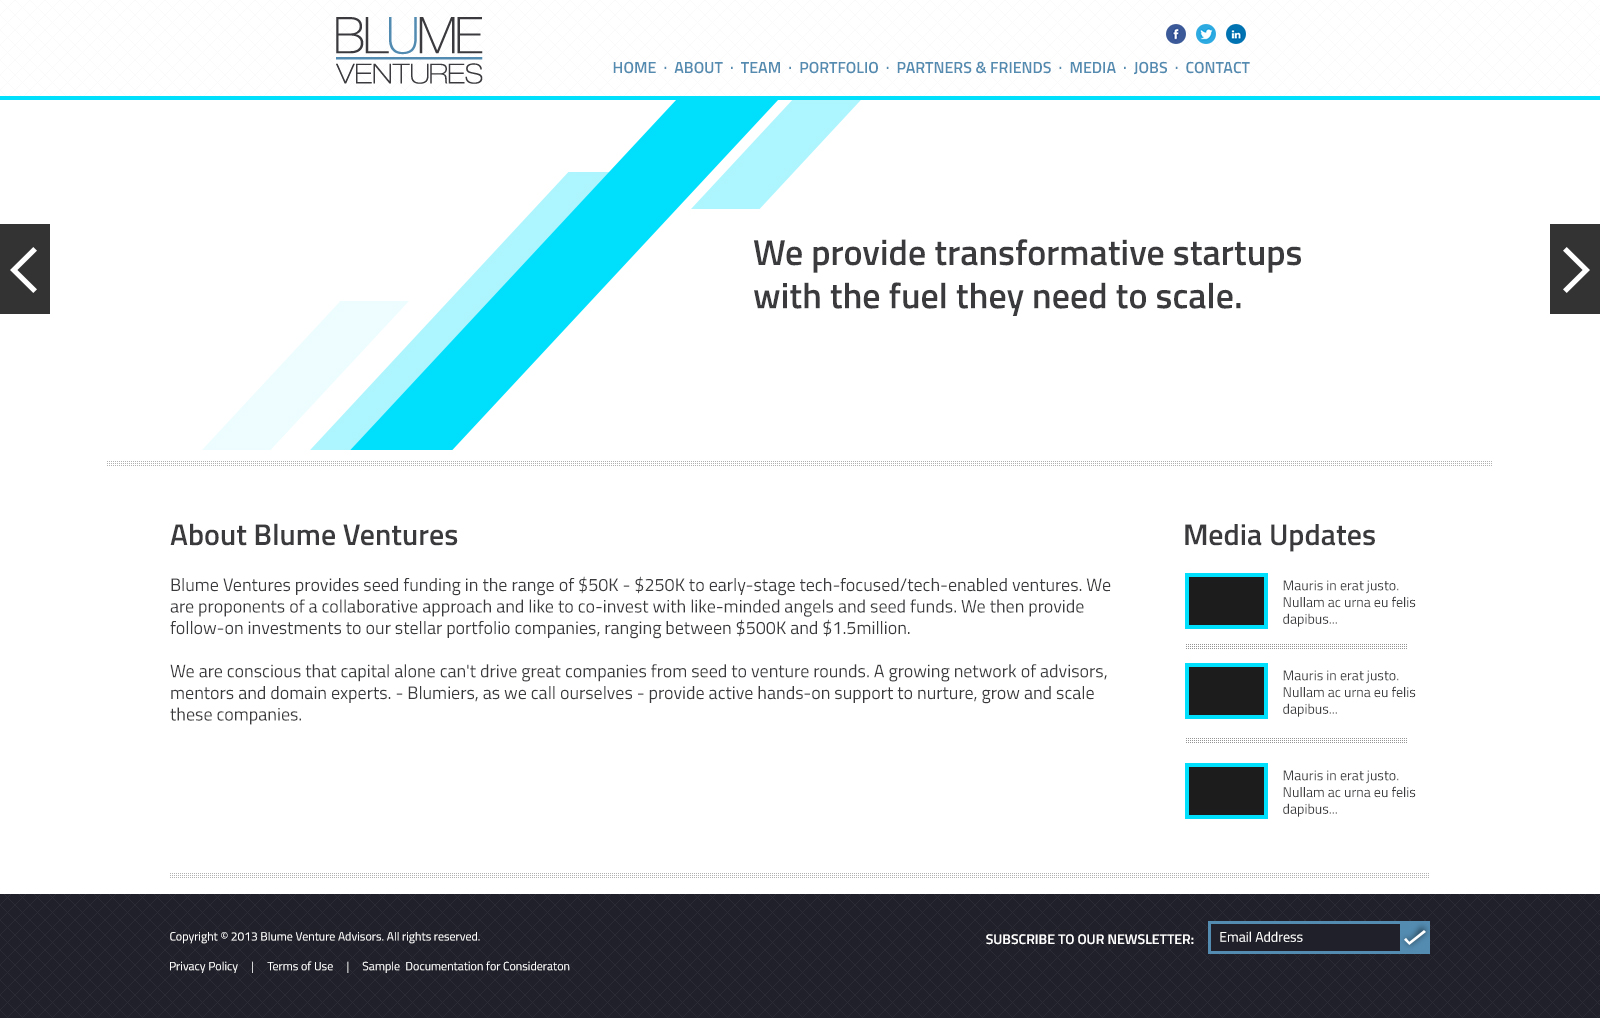 BLUME
VENTURES
HOME · ABOUT · TEAM · PORTFOLIO · PARTNERS & FRIENDS · MEDIA · JOBS · CONTACT
We provide transformative startups
with the fuel they need to scale.
About Blume Ventures
Blume Ventures provides seed funding in the range of $50K - $250K to early-stage tech-focused/tech-enabled ventures. We
are proponents of a collaborative approach and like to co-invest with like-minded angels and seed funds. We then provide
follow-on investments to our stellar portfolio companies, ranging between $500K and $1.5million.
We are conscious that capital alone can't drive great companies from seed to venture rounds. A growing network of advisors,
mentors and domain experts. - Blumiers, as we call ourselves - provide active hands-on support to nurture, grow and scale
these companies.
Media Updates
Mauris in erat justo.
Nullam ac urna eu felis
dapibus...
Mauris in erat justo.
Nullam ac urna eu felis
dapibus...
Mauris in erat justo.
Nullam ac urna eu felis
dapibus...
Copyright © 2013 Blume Venture Advisors. All rights reserved.
Privacy Policy | Terms of Use | Sample Documentation for Consideraton
SUBSCRIBE TO OUR NEWSLETTER: Email Address